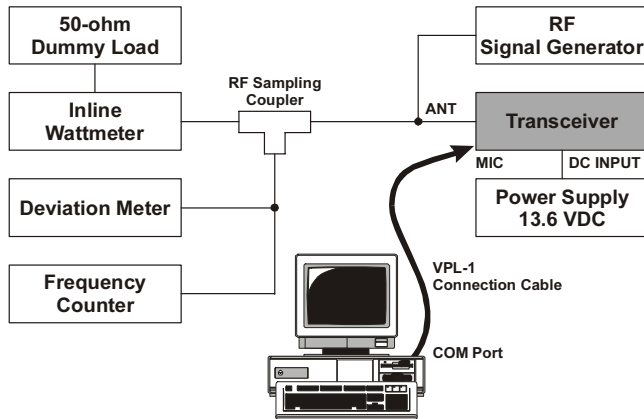 50-ohm
Dummy Load
RF
Signal Generator
RF Sampling
Coupler
Inline
Wattmeter
ANT
Transceiver
MIC
DC INPUT
Deviation Meter
Power Supply
13.6 VDC
Frequency
Counter
VPL-1
Connection Cable
COM Port